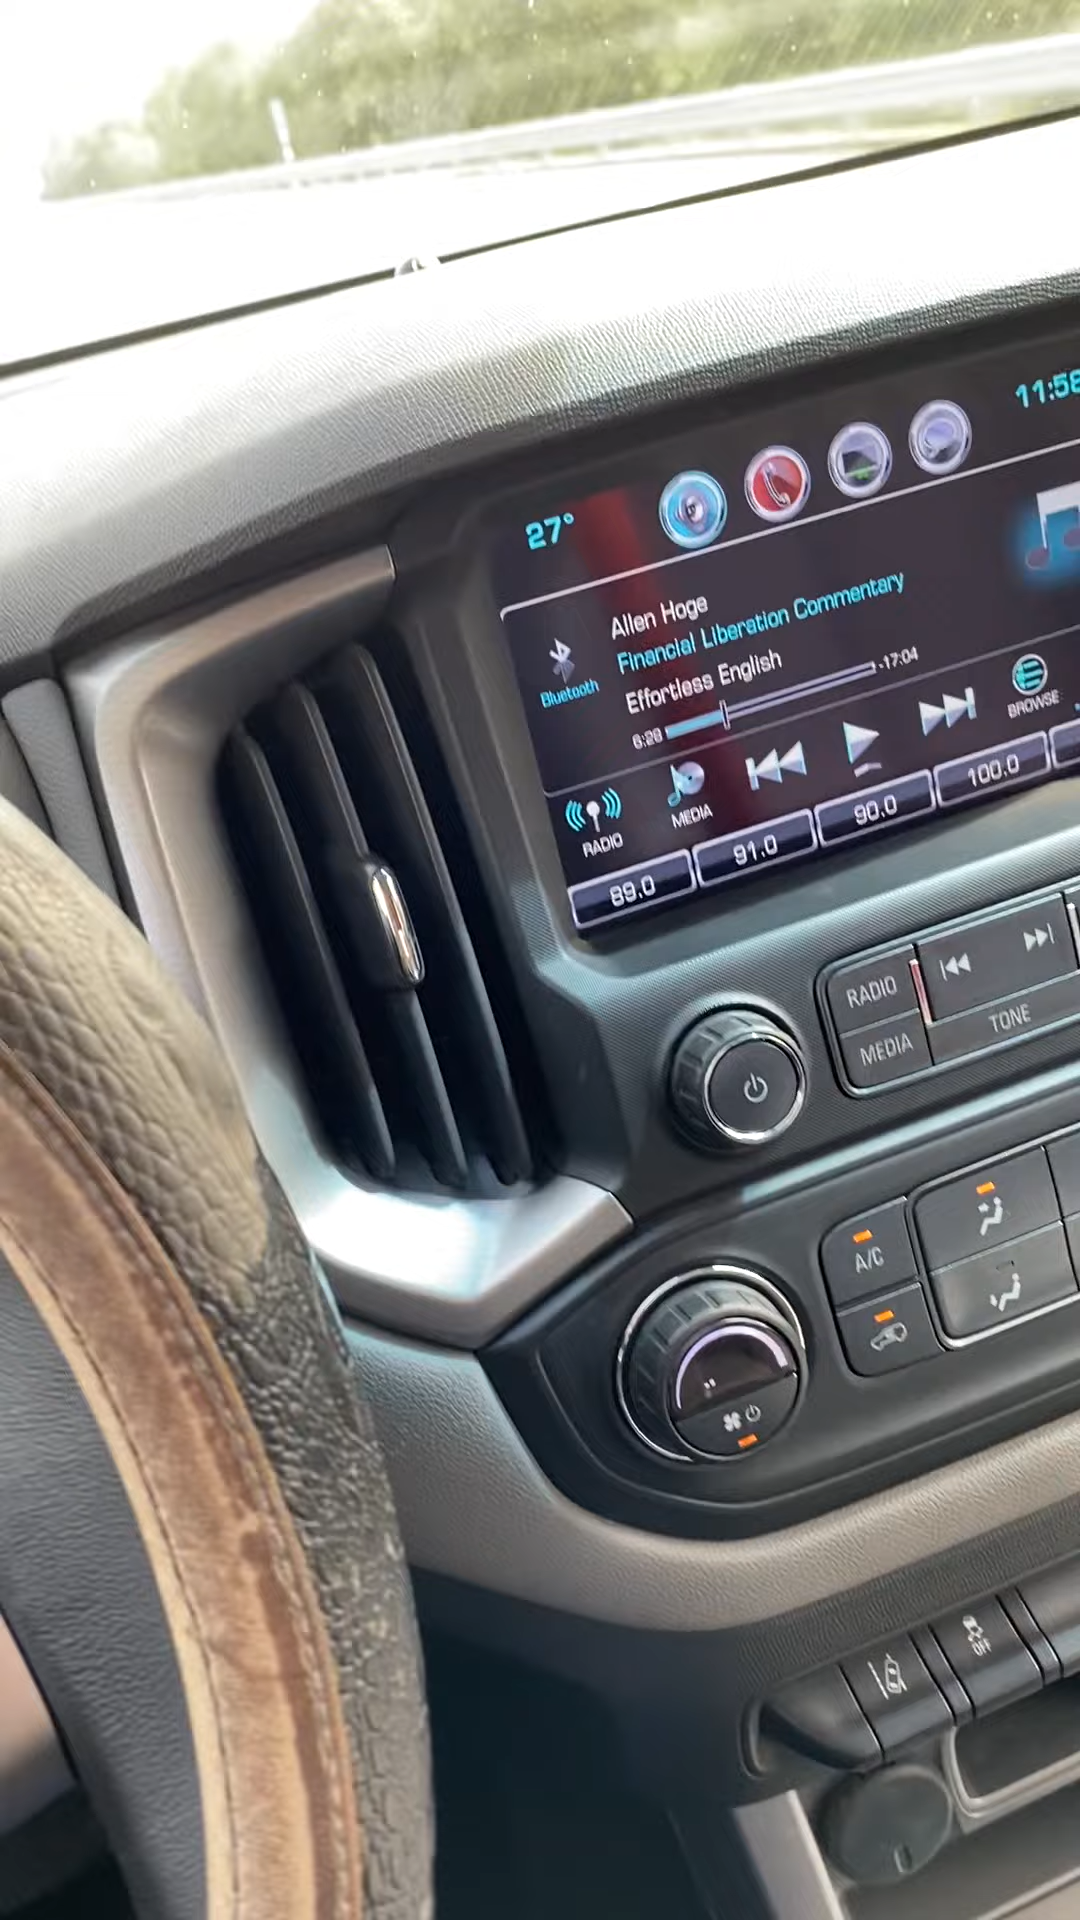 11:58
27°
Allen Hoge
Financial Liberation Commentary
Effortless English
Bluetooth
6:28
-17:04
BROWSE
MEDIA
RADIO
89.0
91.0
90.0
100.0
RADIO
MEDIA
TONE
A/C
OFF